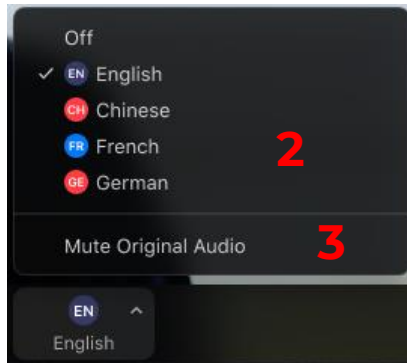 Off
EN English
CH Chinese
FR French 2
GE German
Mute Original Audio 3
EN
English